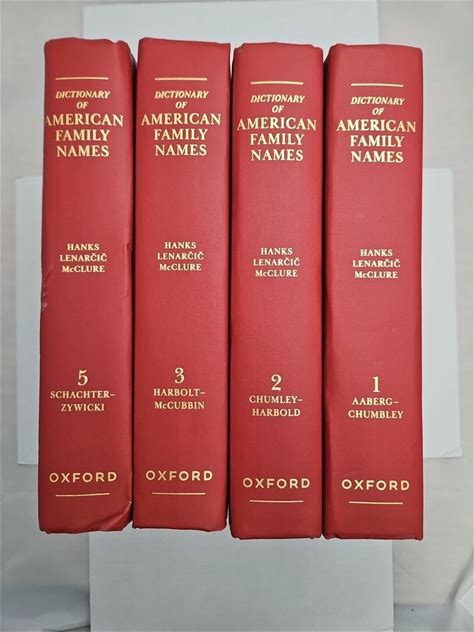 DICTIONARY
OF
AMERICAN
FAMILY
NAMES
HANKS
LENARČIČ
McCLURE
5
SCHACHTER–
ZYWICKI
OXFORD
DICTIONARY
OF
AMERICAN
FAMILY
NAMES
HANKS
LENARČIČ
McCLURE
3
HARBOLT–
McCUBBIN
OXFORD
DICTIONARY
OF
AMERICAN
FAMILY
NAMES
HANKS
LENARČIČ
McCLURE
2
CHUMLEY–
HARBOLD
OXFORD
DICTIONARY
OF
AMERICAN
FAMILY
NAMES
HANKS
LENARČIČ
McCLURE
1
AABERG–
CHUMBLEY
OXFORD